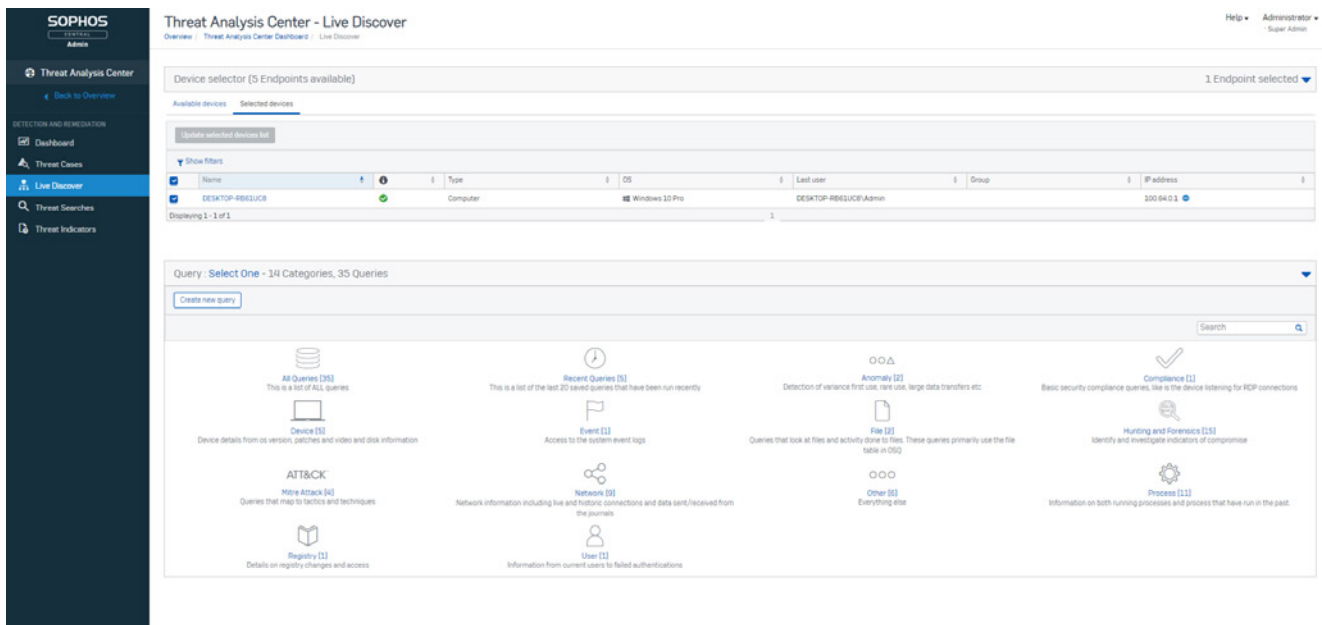 SOPHOS
CENTRAL
Admin
Threat Analysis Center
Back to Overview
DETECTION AND REMEDIATION
Dashboard
Threat Cases
Live Discover
Threat Searches
Threat Indicators
Threat Analysis Center - Live Discover
Overview / Threat Analysis Center Dashboard / Live Discover
Help
Administrator
Super Admin
Device selector (5 Endpoints available)
1 Endpoint selected
Available devices Selected devices
Update selected devices list
Show filters
Name Type OS Last user Group IP address
DESKTOP-RB61UC8 Computer Windows 10 Pro DESKTOP-RB61UC8\Admin 100.64.0.1
Displaying 1 - 1 of 1 1
Query : Select One - 14 Categories, 35 Queries
Create new query
Search
All Queries [35]
This is a list of ALL queries
Recent Queries [5]
This is a list of the last 20 saved queries that have been run recently
Anomaly [2]
Detection of variance first use, rare use, large data transfers etc
Compliance [1]
Basic security compliance queries, like is the device listening for RDP connections
Device [5]
Device details from os version, patches and video and disk information
Event [1]
Access to the system event logs
File [2]
Queries that look at files and activity done to files. These queries primarily use the file
table in OSQ
Hunting and Forensics [15]
Identify and investigate indicators of compromise
ATT&CK
Mitre Attack [4]
Queries that map to tactics and techniques
Network [9]
Network information including live and historic connections and data sent/received from
the journals
Other [6]
Everything else
Process [11]
Information on both running processes and process that have run in the past.
Registry [1]
Details on registry changes and access
User [1]
Information from current users to failed authentications